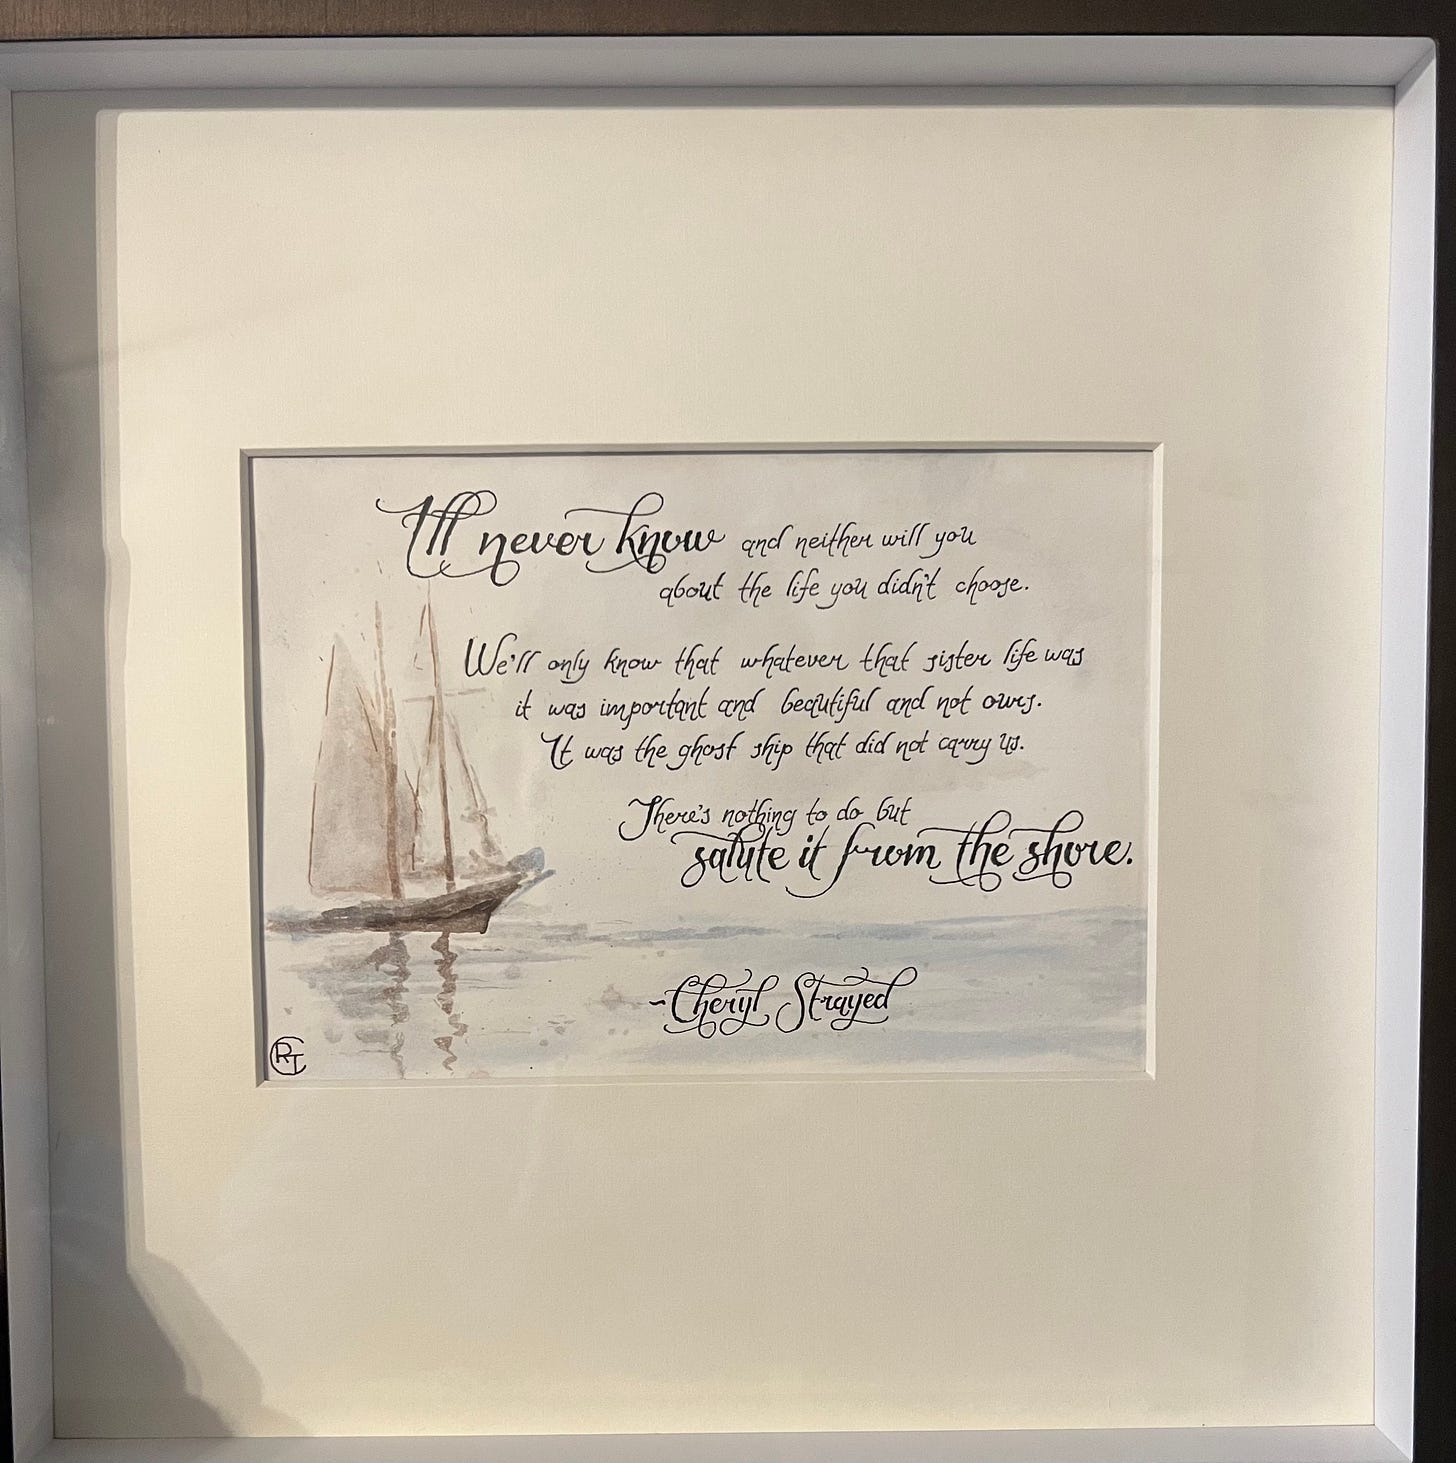 I'll never know and neither will you
about the life you didn't choose.
We'll only know that whatever that sister life was
it was important and beautiful and not ours.
It was the ghost ship that did not carry us.
There's nothing to do but
salute it from the shore.
~Cheryl Strayed
CRT